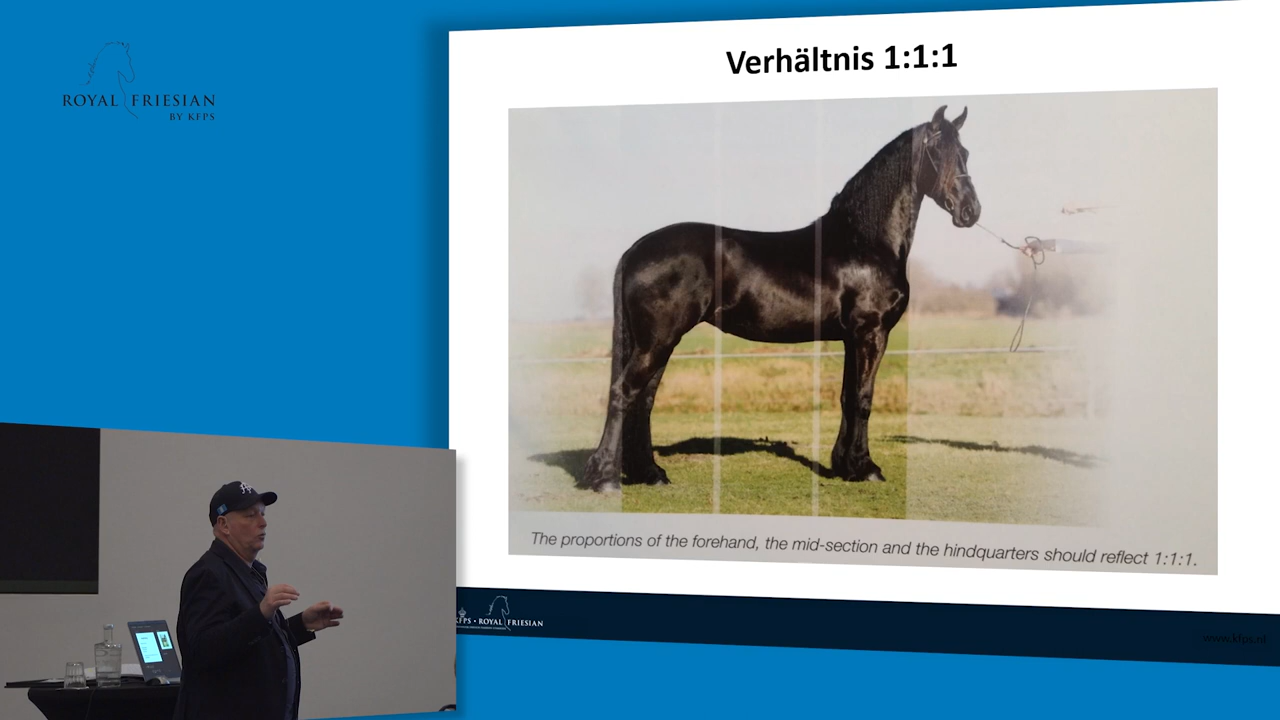 ROYAL FRIESIAN
BY KFPS
Verhältnis 1:1:1
The proportions of the forehand, the mid-section and the hindquarters should reflect 1:1:1.
KFPS • ROYAL FRIESIAN
www.kfps.nl